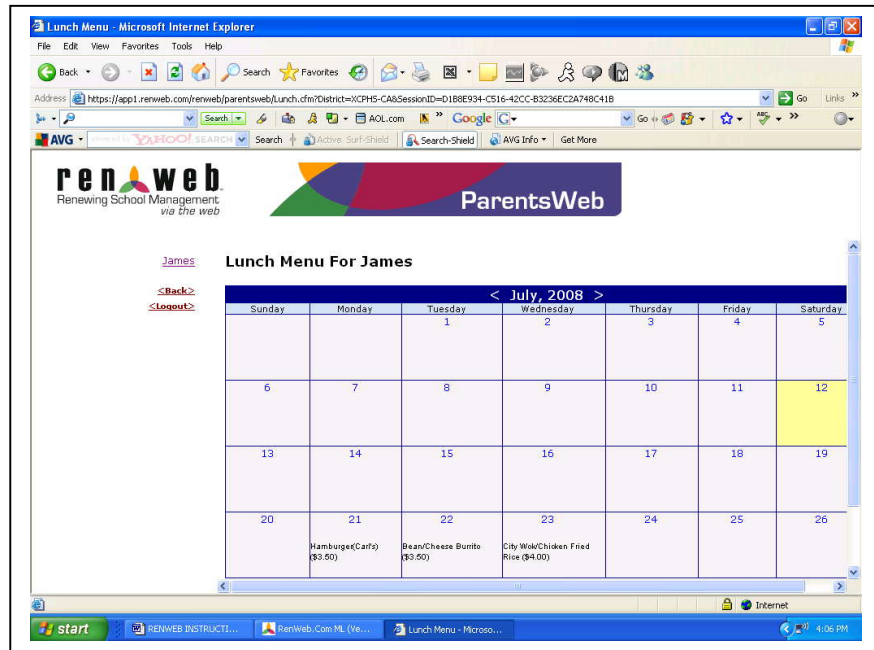 Lunch Menu - Microsoft Internet Explorer
File Edit View Favorites Tools Help
Back Search Favorites
Address https://app1.renweb.com/renweb/parentsweb/Lunch.cfm?District=XCPHS-CA&SessionID=D1B8E934-C516-42CC-B3236EC2A748C41B Go Links »
Search AOL.com » Google G Go ABC »
AVG YAHOO! SEARCH Search Active Surf-Shield Search-Shield AVG Info Get More
renweb
Renewing School Management
via the web
ParentsWeb
James
Lunch Menu For James
<Back>
<Logout>
< July, 2008 >
Sunday Monday Tuesday Wednesday Thursday Friday Saturday
1 2 3 4 5
6 7 8 9 10 11 12
13 14 15 16 17 18 19
20 21 22 23 24 25 26
Hamburger(Carl's) Bean/Cheese Burrito City Wok/Chicken Fried
($3.50) ($3.50) Rice ($4.00)
Internet
start RENWEB INSTRUCTI... RenWeb.Com ML (Ve... Lunch Menu - Microso... 4:06 PM